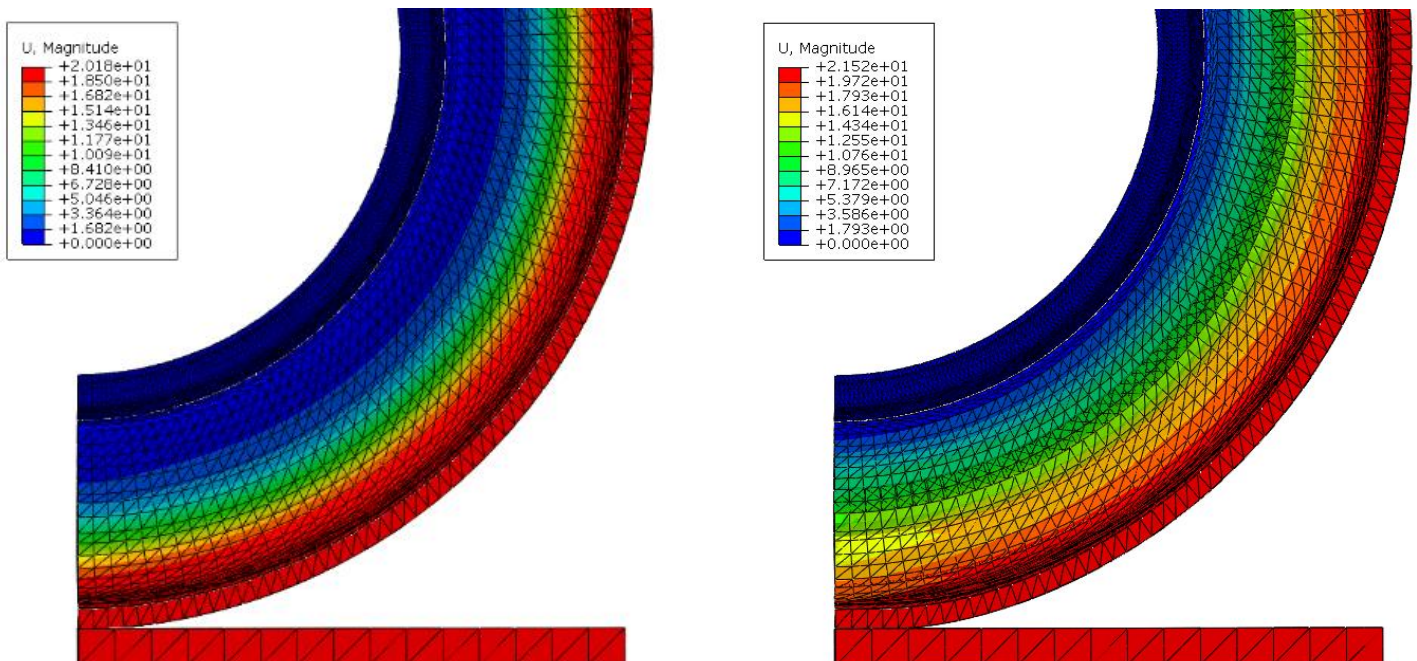 U, Magnitude
+2.018e+01
+1.850e+01
+1.682e+01
+1.514e+01
+1.346e+01
+1.177e+01
+1.009e+01
+8.410e+00
+6.728e+00
+5.046e+00
+3.364e+00
+1.682e+00
+0.000e+00
U, Magnitude
+2.152e+01
+1.972e+01
+1.793e+01
+1.614e+01
+1.434e+01
+1.255e+01
+1.076e+01
+8.965e+00
+7.172e+00
+5.379e+00
+3.586e+00
+1.793e+00
+0.000e+00